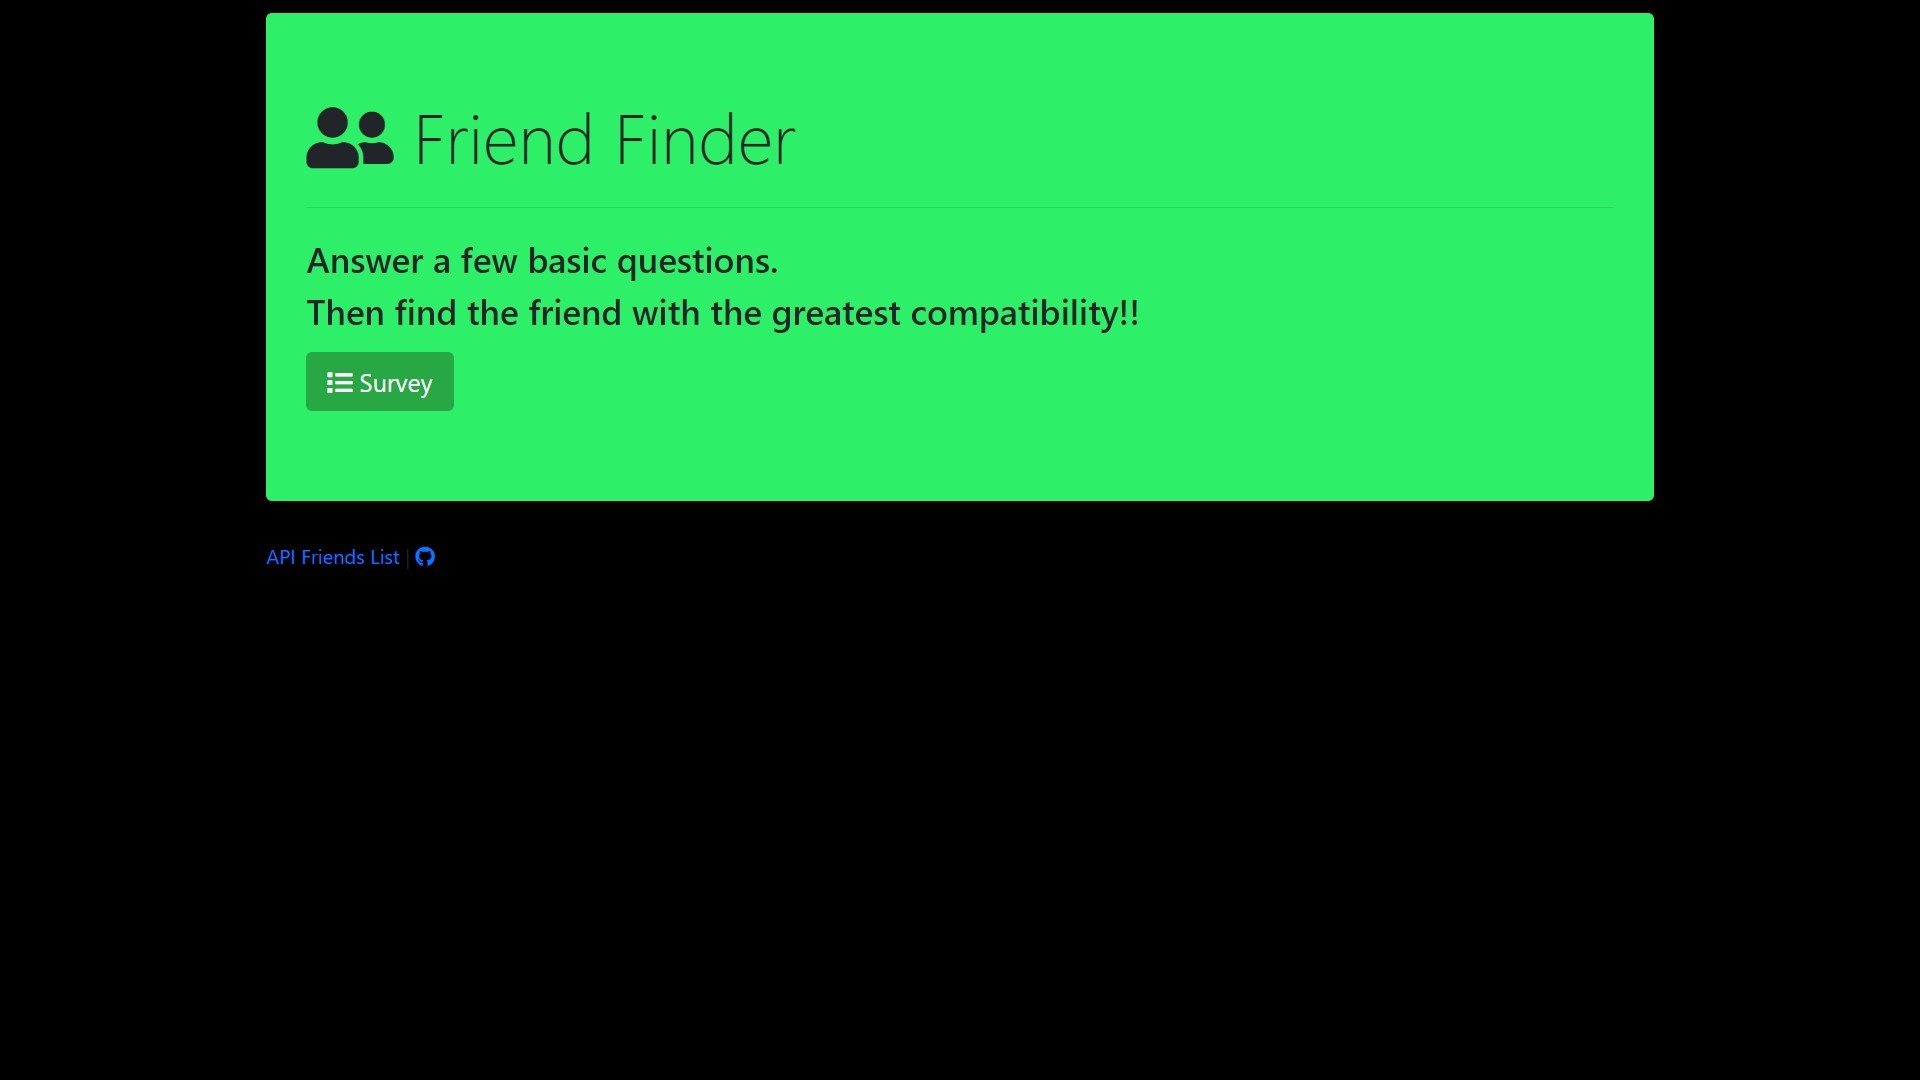 Friend Finder
Answer a few basic questions.
Then find the friend with the greatest compatibility!!
Survey
API Friends List |